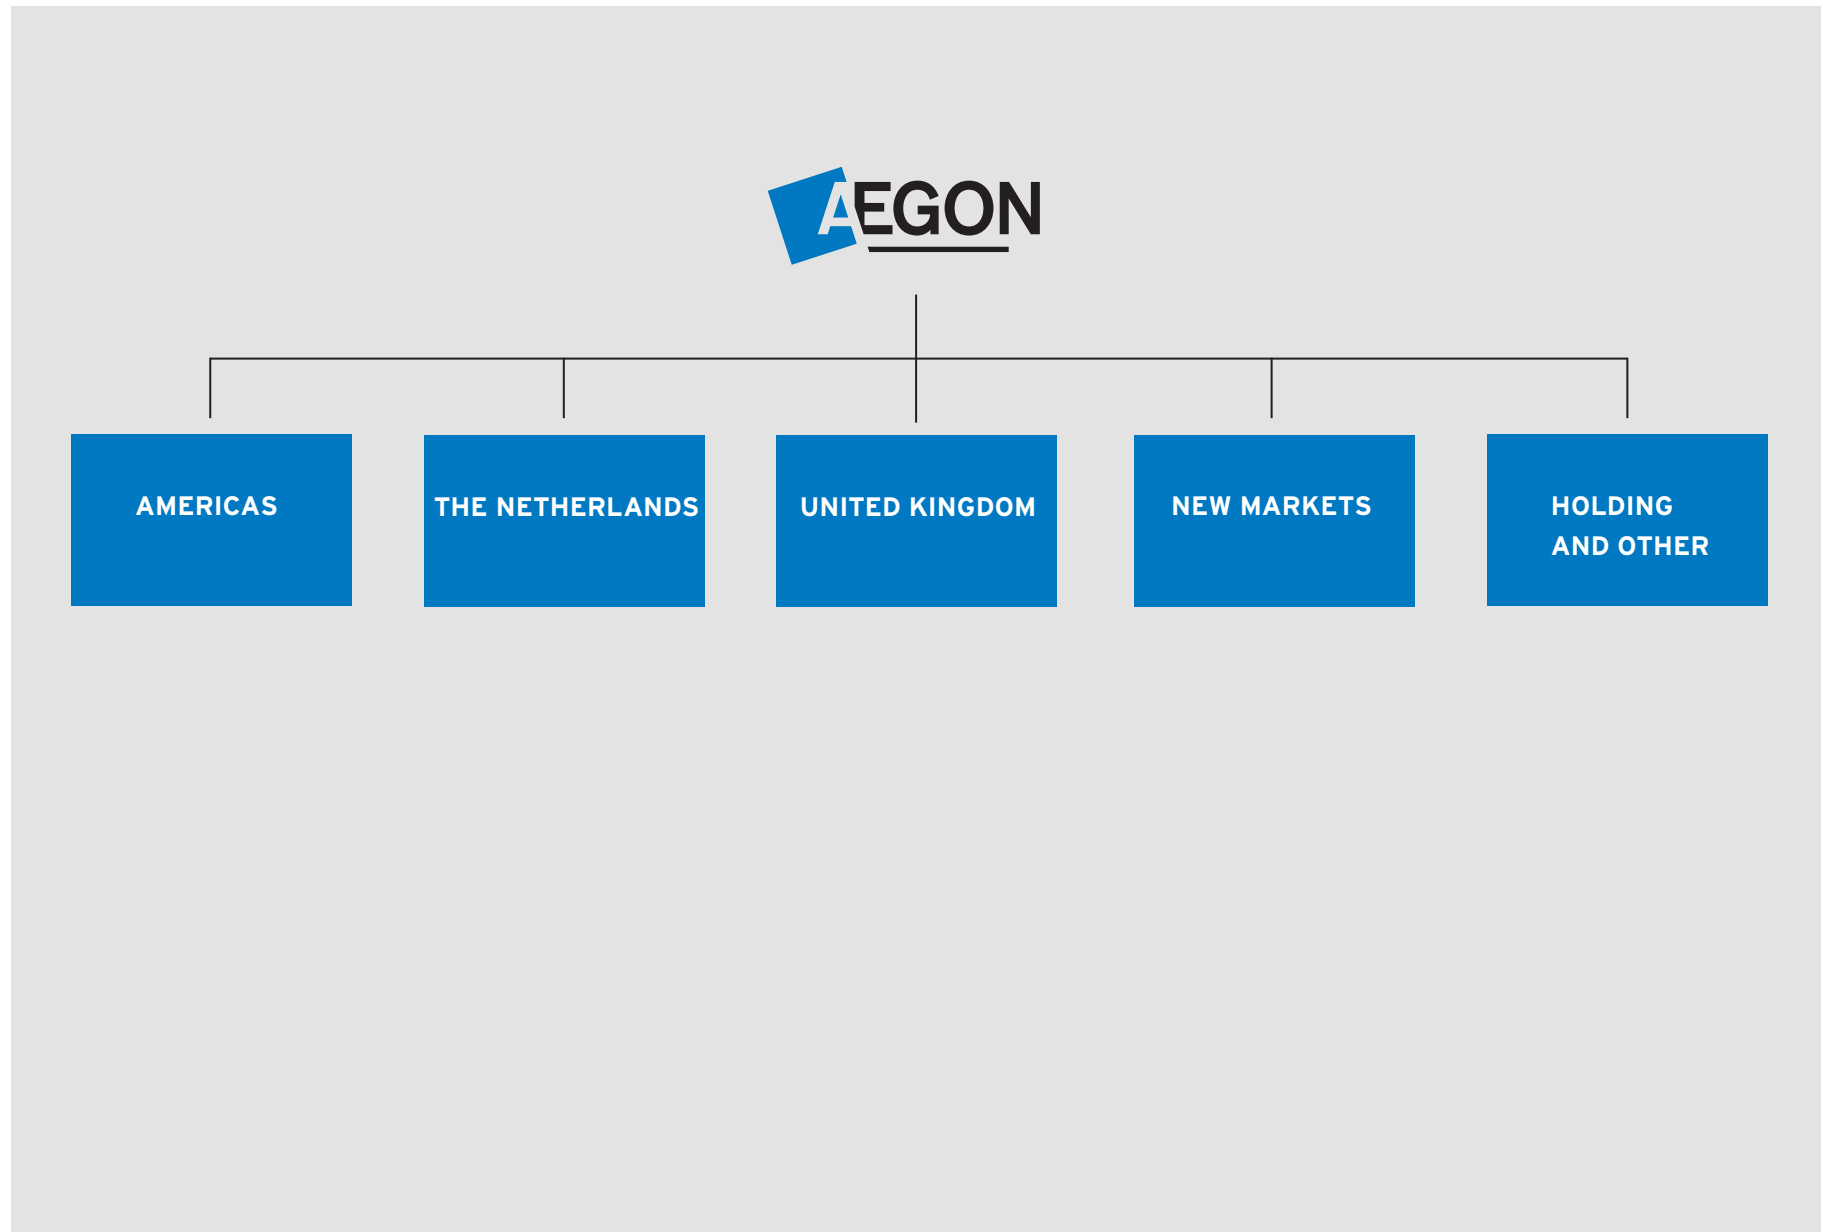 AEGON
AMERICAS
THE NETHERLANDS
UNITED KINGDOM
NEW MARKETS
HOLDING
AND OTHER